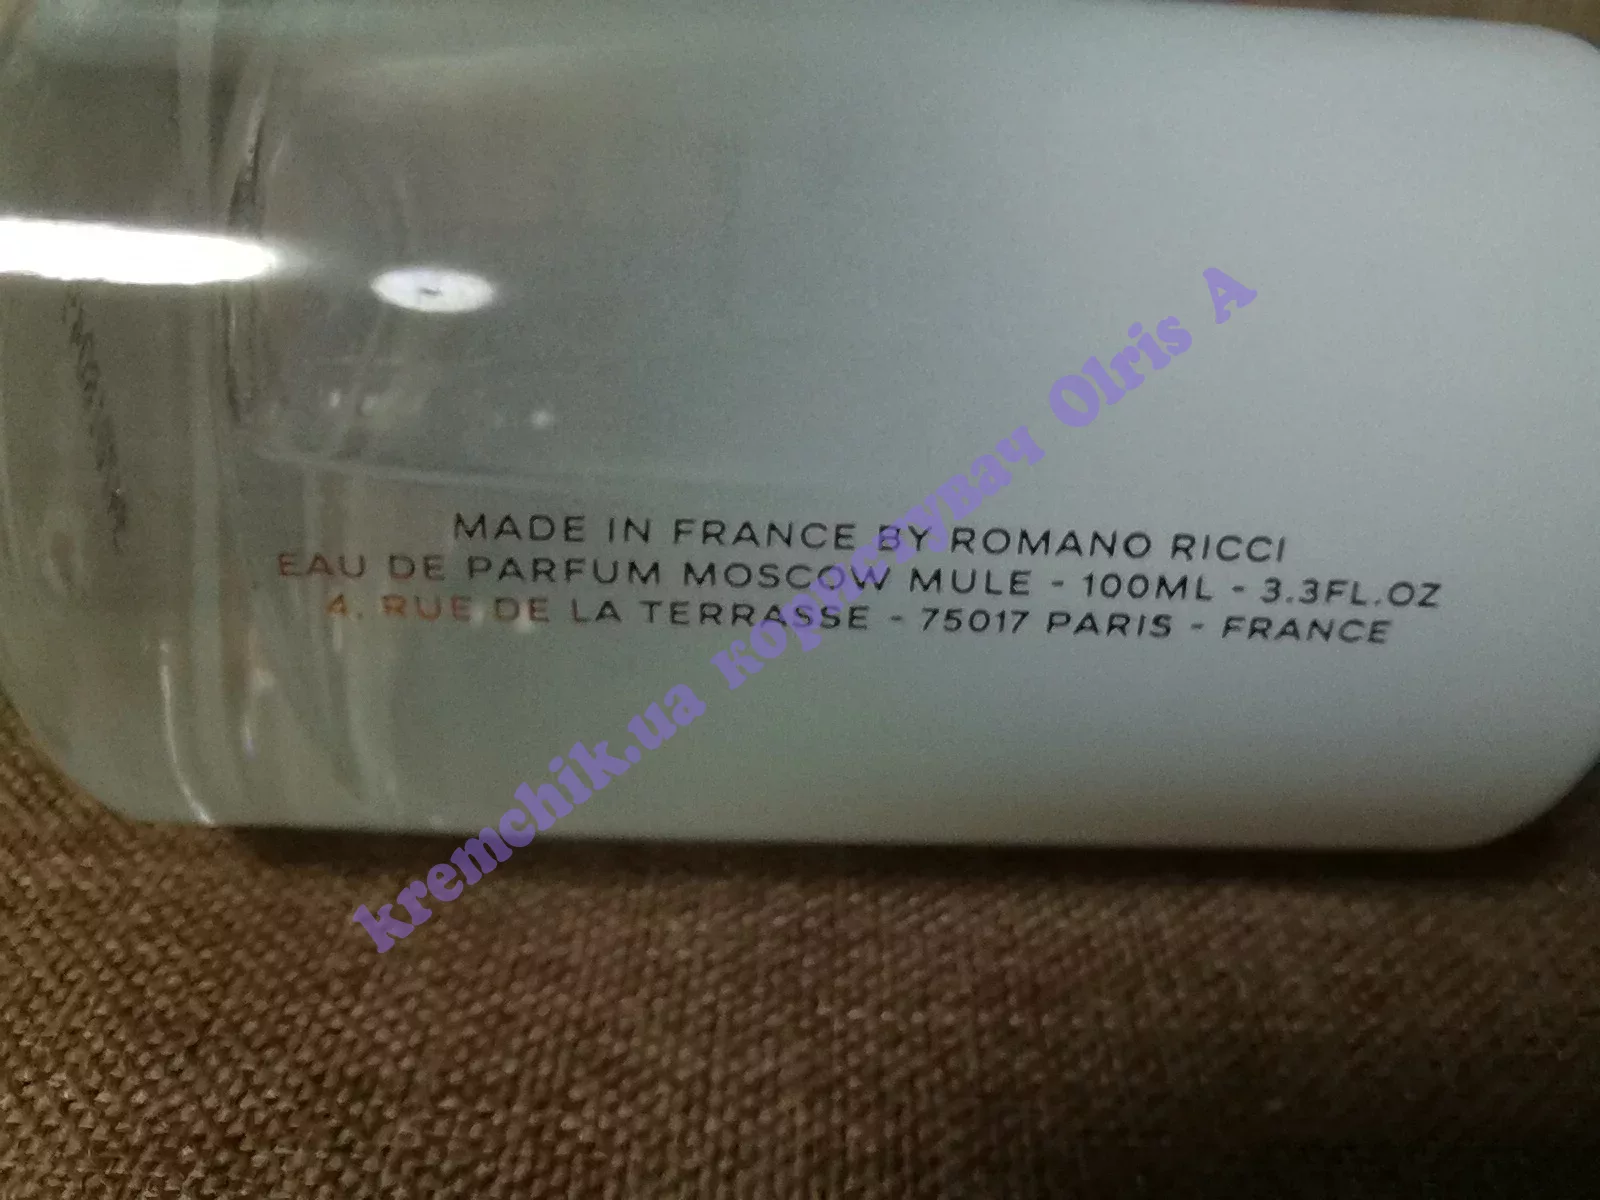 MADE IN FRANCE BY ROMANO RICCI
EAU DE PARFUM MOSCOW MULE - 100ML - 3.3FL.OZ
4, RUE DE LA TERRASSE - 75017 PARIS - FRANCE
kremchik.ua користувач Olris A